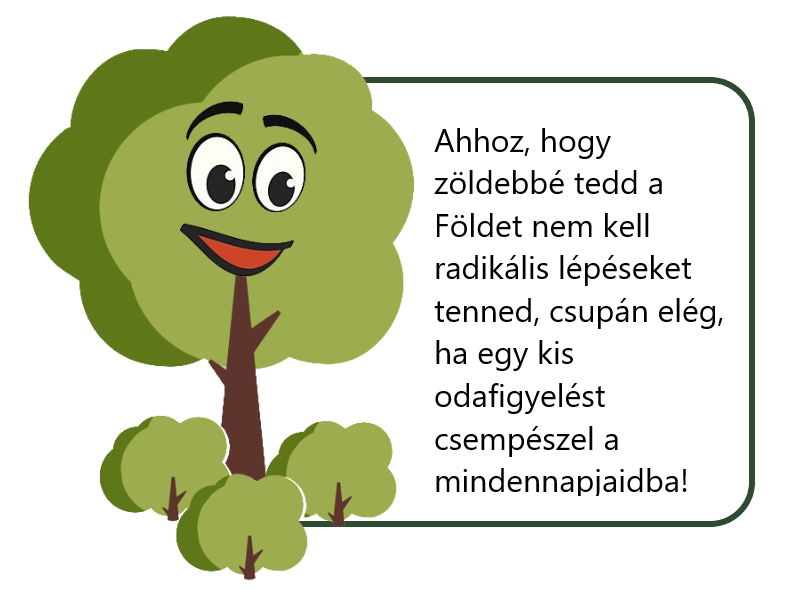 Ahhoz, hogy
zöldebbé tedd a
Földet nem kell
radikális lépéseket
tenned, csupán elég,
ha egy kis
odafigyelést
csempészel a
mindennapjaidba!